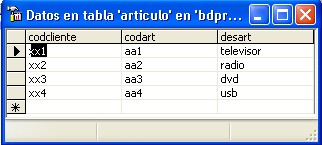 Datos en tabla 'articulo' en 'bdpr...
codcliente codart desart
xx1 aa1 televisor
xx2 aa2 radio
xx3 aa3 dvd
xx4 aa4 usb